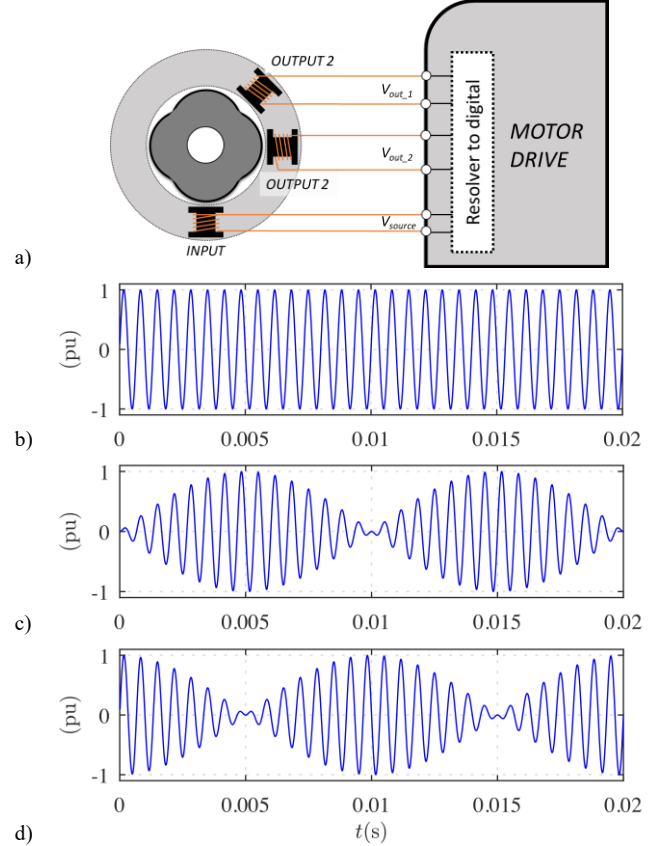 OUTPUT 2
V_out_1
Resolver to digital
MOTOR
DRIVE
V_out_2
OUTPUT 2
V_source
INPUT
a)
1
0
-1
(pu)
0 0.005 0.01 0.015 0.02
b)
1
0
-1
(pu)
0 0.005 0.01 0.015 0.02
c)
1
0
-1
(pu)
0 0.005 0.01 0.015 0.02
t(s)
d)